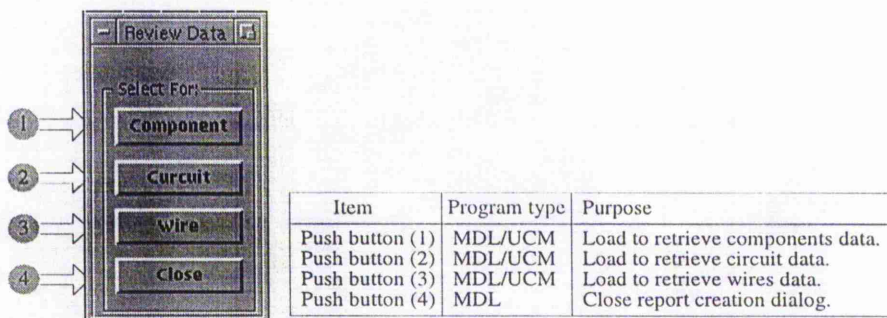 Review Data
Select For:
1
Component
2
Curcuit
3
Wire
4
Close
Item Program type Purpose
Push button (1) MDL/UCM Load to retrieve components data.
Push button (2) MDL/UCM Load to retrieve circuit data.
Push button (3) MDL/UCM Load to retrieve wires data.
Push button (4) MDL Close report creation dialog.